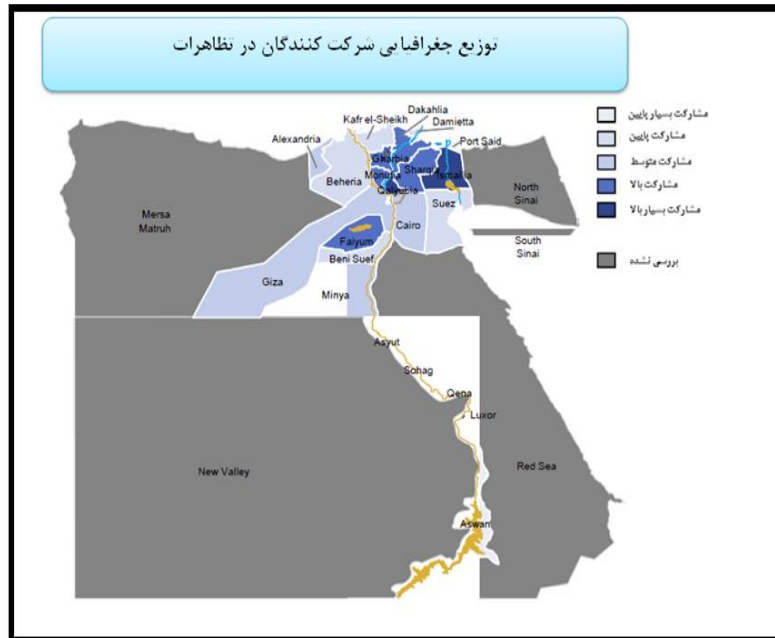 توزیع جغرافیایی شرکت کنندگان در تظاهرات
Dakahlia
Kafr el-Sheikh
Damietta
Alexandria
Port Said
Gharbia
Sharqia
Ismailia
Monufia
Beheria
Qalyubia
North
Sinai
Suez
Mersa
Matruh
Cairo
Faiyum
South
Sinai
Beni Suef
Giza
Minya
Asyut
Sohag
Qena
Luxor
New Valley
Red Sea
Aswan
مشارکت بسیار پایین
مشارکت پایین
مشارکت متوسط
مشارکت بالا
مشارکت بسیار بالا
بررسی نشده